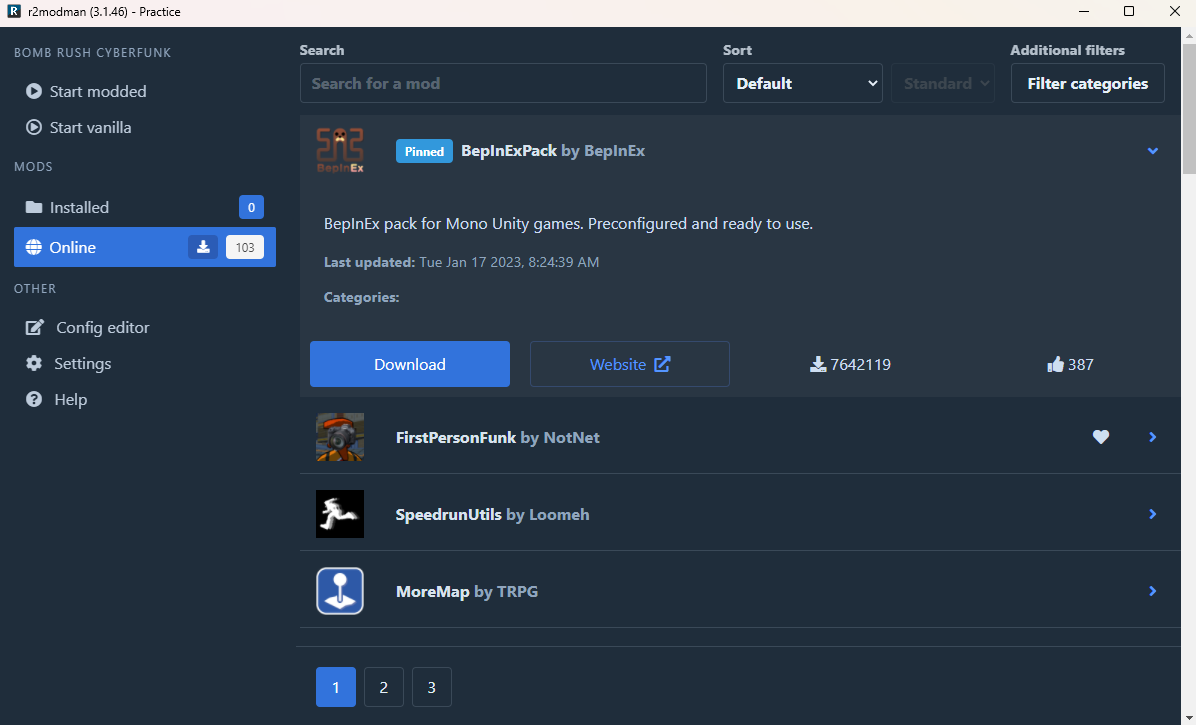 r2modman (3.1.46) - Practice
BOMB RUSH CYBERFUNK
Start modded
Start vanilla
MODS
Installed 0
Online 103
OTHER
Config editor
Settings
Help
Search
Search for a mod
Sort
Default
Standard
Additional filters
Filter categories
BepInEx
Pinned BepInExPack by BepInEx
BepInEx pack for Mono Unity games. Preconfigured and ready to use.
Last updated: Tue Jan 17 2023, 8:24:39 AM
Categories:
Download Website 7642119 387
FirstPersonFunk by NotNet
SpeedrunUtils by Loomeh
MoreMap by TRPG
1 2 3